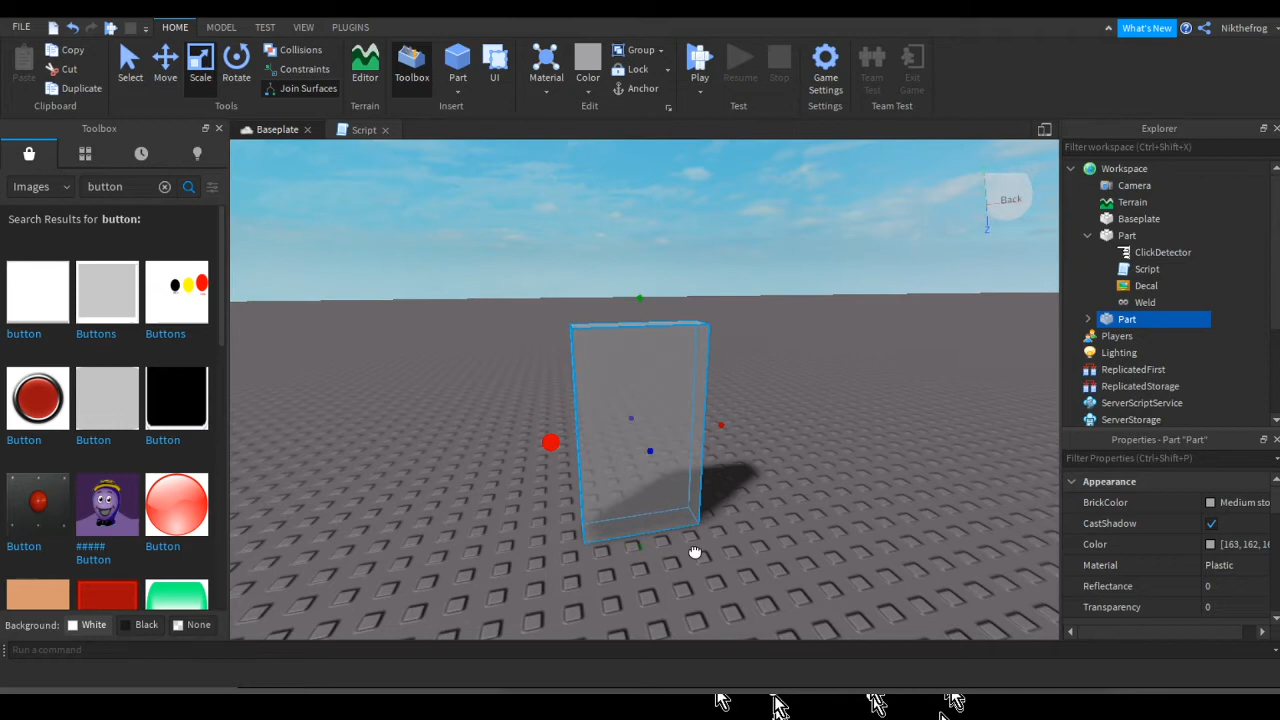 FILE HOME MODEL TEST VIEW PLUGINS What's New Nikthefrog
Paste Copy Cut Duplicate Select Move Scale Rotate Collisions Constraints Join Surfaces Editor Toolbox Part UI Material Color Group Lock Anchor Play Resume Stop Game Settings Team Test Exit Game
Clipboard Tools Terrain Insert Edit Test Settings Team Test
Toolbox
Images button
Search Results for button:
button Buttons Buttons
Button Button Button
Button ##### Button Button
Background: White Black None
Baseplate Script
Back
Z
Explorer
Filter workspace (Ctrl+Shift+X)
Workspace
Camera
Terrain
Baseplate
Part
ClickDetector
Script
Decal
Weld
Part
Players
Lighting
ReplicatedFirst
ReplicatedStorage
ServerScriptService
ServerStorage
Properties - Part "Part"
Filter Properties (Ctrl+Shift+P)
Appearance
BrickColor Medium sto
CastShadow
Color [163, 162, 16
Material Plastic
Reflectance 0
Transparency 0
Run a command